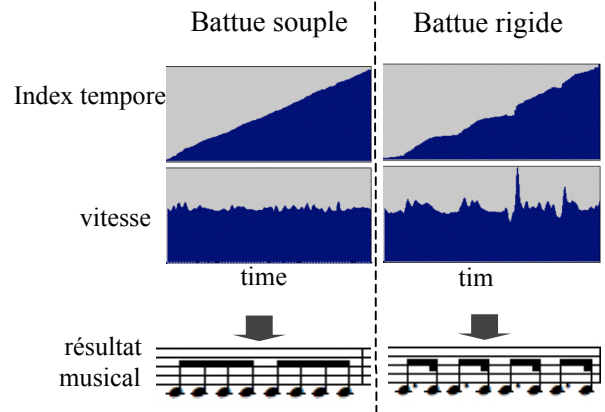 Battue souple
Battue rigide
Index tempore
vitesse
time
tim
résultat
musical